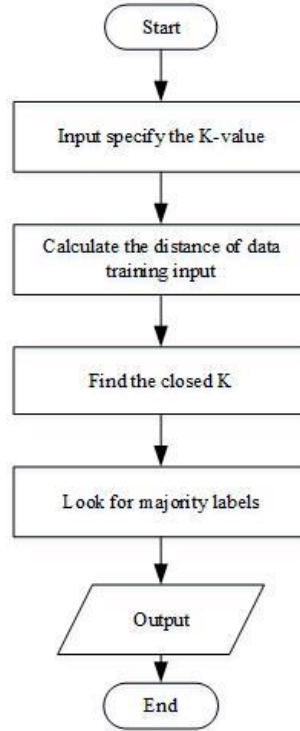 Start
Input specify the K-value
Calculate the distance of data
training input
Find the closed K
Look for majority labels
Output
End